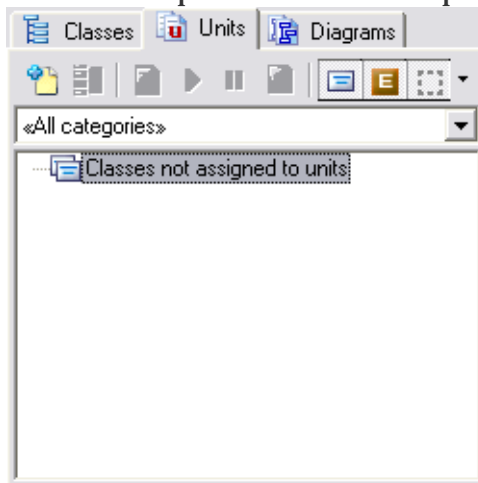 Classes Units Diagrams
E
«All categories»
Classes not assigned to units